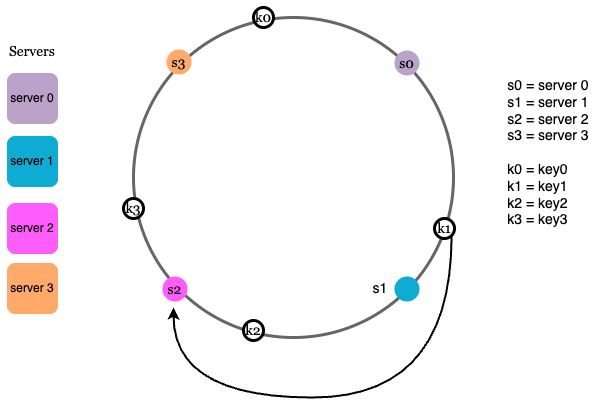 Servers
server 0
server 1
server 2
server 3
k0
s3
s0
k3
k1
s2
s1
k2
s0 = server 0
s1 = server 1
s2 = server 2
s3 = server 3
k0 = key0
k1 = key1
k2 = key2
k3 = key3